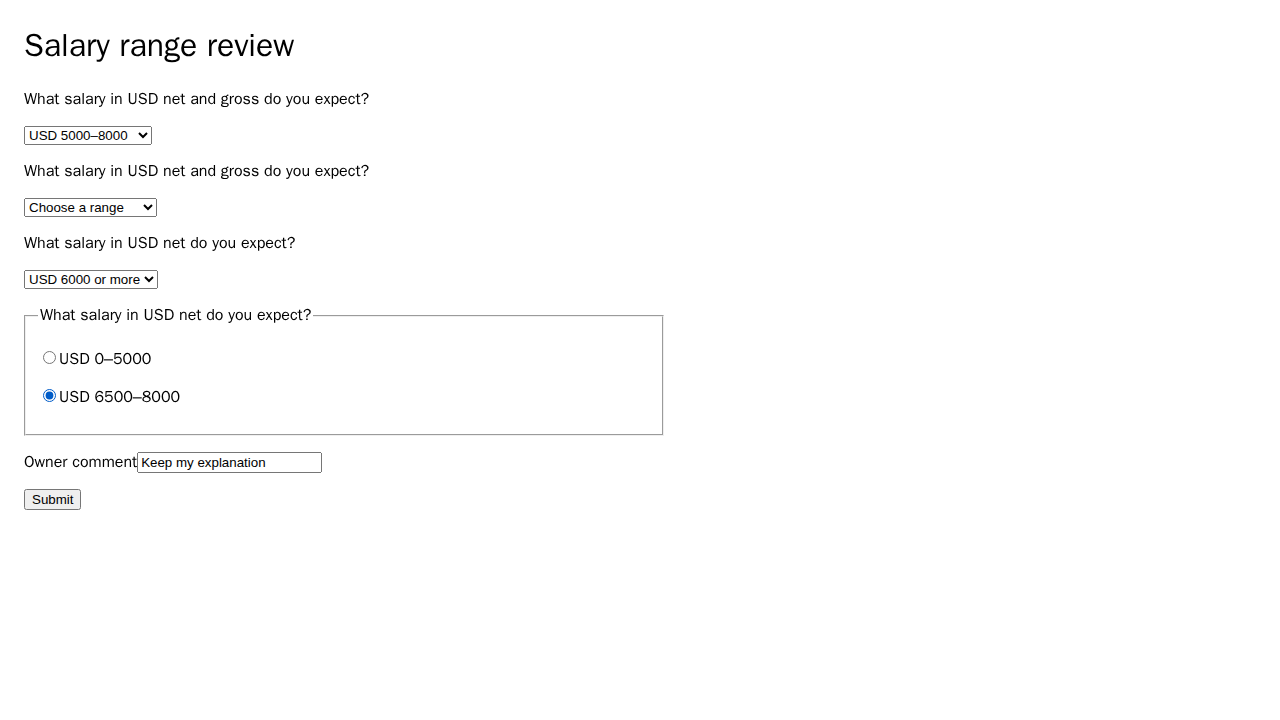 Salary range review
What salary in USD net and gross do you expect?
USD 5000–8000
What salary in USD net and gross do you expect?
Choose a range
What salary in USD net do you expect?
USD 6000 or more
What salary in USD net do you expect?
USD 0–5000
USD 6500–8000
Owner comment Keep my explanation
Submit